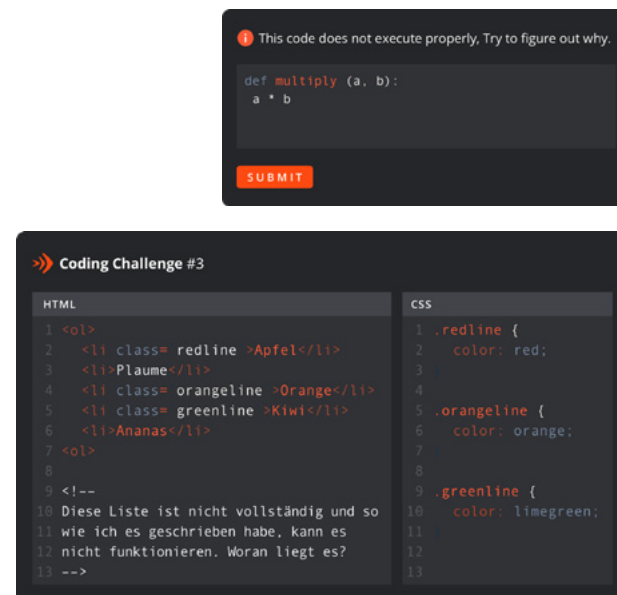 This code does not execute properly, Try to figure out why.
def multiply (a, b):
a * b
SUBMIT
Coding Challenge #3
HTML
1 <ol>
2 <li class= redline >Apfel</li>
3 <li>Plaume</li>
4 <li class= orangeline >Orange</li>
5 <li class= greenline >Kiwi</li>
6 <li>Ananas</li>
7 <ol>
8
9 <!--
10 Diese Liste ist nicht vollständig und so
11 wie ich es geschrieben habe, kann es
12 nicht funktionieren. Woran liegt es?
13 -->
CSS
1 .redline {
2 color: red;
3
4
5 .orangeline {
6 color: orange;
7
8
9 .greenline {
10 color: limegreen;
11
12
13